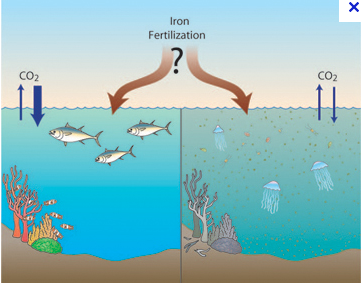 Iron
Fertilization
?
CO₂
CO₂